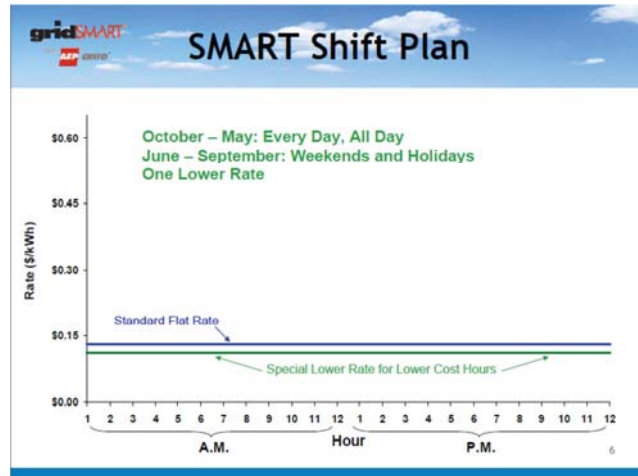 gridSMART
AEP OHIO
SMART Shift Plan
October – May: Every Day, All Day
June – September: Weekends and Holidays
One Lower Rate
Rate ($/kWh)
$0.60
$0.45
$0.30
$0.15
$0.00
Standard Flat Rate
Special Lower Rate for Lower Cost Hours
1 2 3 4 5 6 7 8 9 10 11 12 1 2 3 4 5 6 7 8 9 10 11 12
A.M. Hour P.M.
6